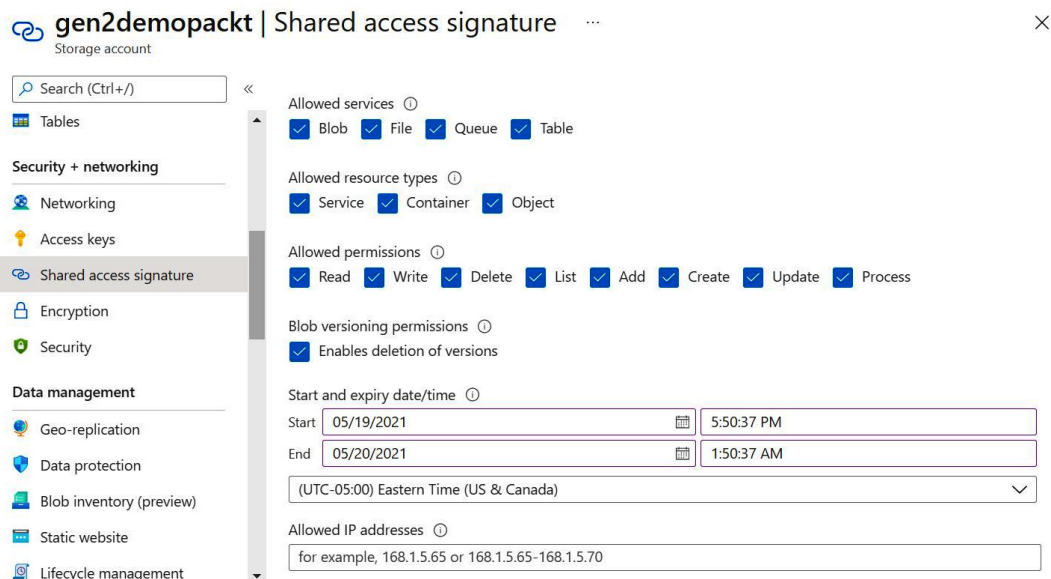 gen2demopackt | Shared access signature ...
Storage account
Search (Ctrl+/)
«
Tables
Security + networking
Networking
Access keys
Shared access signature
Encryption
Security
Data management
Geo-replication
Data protection
Blob inventory (preview)
Static website
Lifecycle management
Allowed services
Blob File Queue Table
Allowed resource types
Service Container Object
Allowed permissions
Read Write Delete List Add Create Update Process
Blob versioning permissions
Enables deletion of versions
Start and expiry date/time
Start 05/19/2021 5:50:37 PM
End 05/20/2021 1:50:37 AM
(UTC-05:00) Eastern Time (US & Canada)
Allowed IP addresses
for example, 168.1.5.65 or 168.1.5.65-168.1.5.70